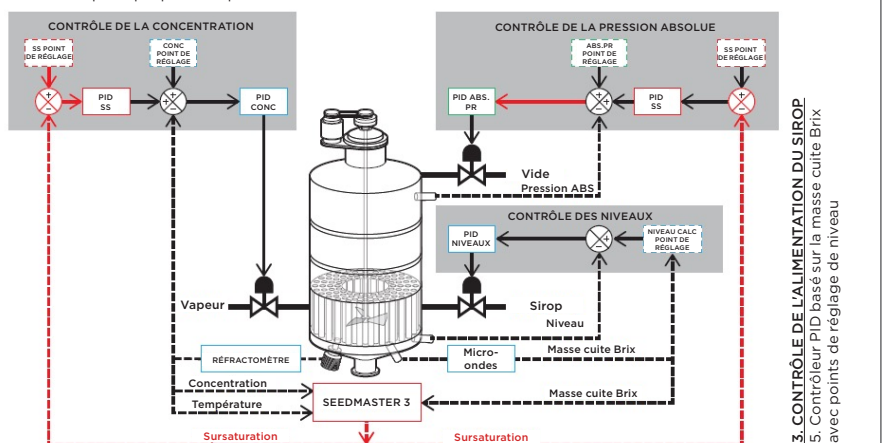 CONTRÔLE DE LA CONCENTRATION
SS POINT
DE RÉGLAGE
CONC
POINT DE
RÉGLAGE
PID
SS
PID
CONC
CONTRÔLE DE LA PRESSION ABSOLUE
ABS.PR
POINT DE
RÉGLAGE
SS POINT
DE RÉGLAGE
PID ABS.
PR
PID
SS
Vide
Pression ABS
CONTRÔLE DES NIVEAUX
PID
NIVEAUX
NIVEAU CALC
POINT DE
RÉGLAGE
Vapeur
Sirop
Niveau
RÉFRACTOMÈTRE
Micro-
ondes
Masse cuite Brix
Concentration
Température
SEEDMASTER 3
Masse cuite Brix
Sursaturation
Sursaturation
3. CONTRÔLE DE L'ALIMENTATION DU SIROP
5. Contrôleur PID basé sur la masse cuite Brix
avec points de réglage de niveau